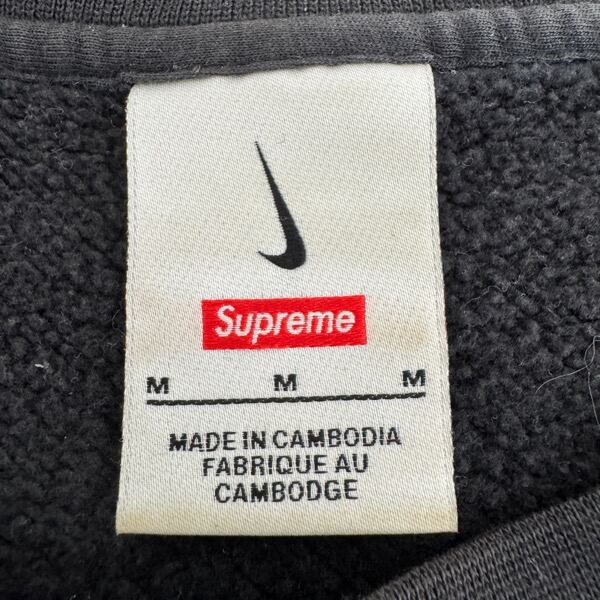 Supreme
M M M
MADE IN CAMBODIA
FABRIQUE AU
CAMBODGE